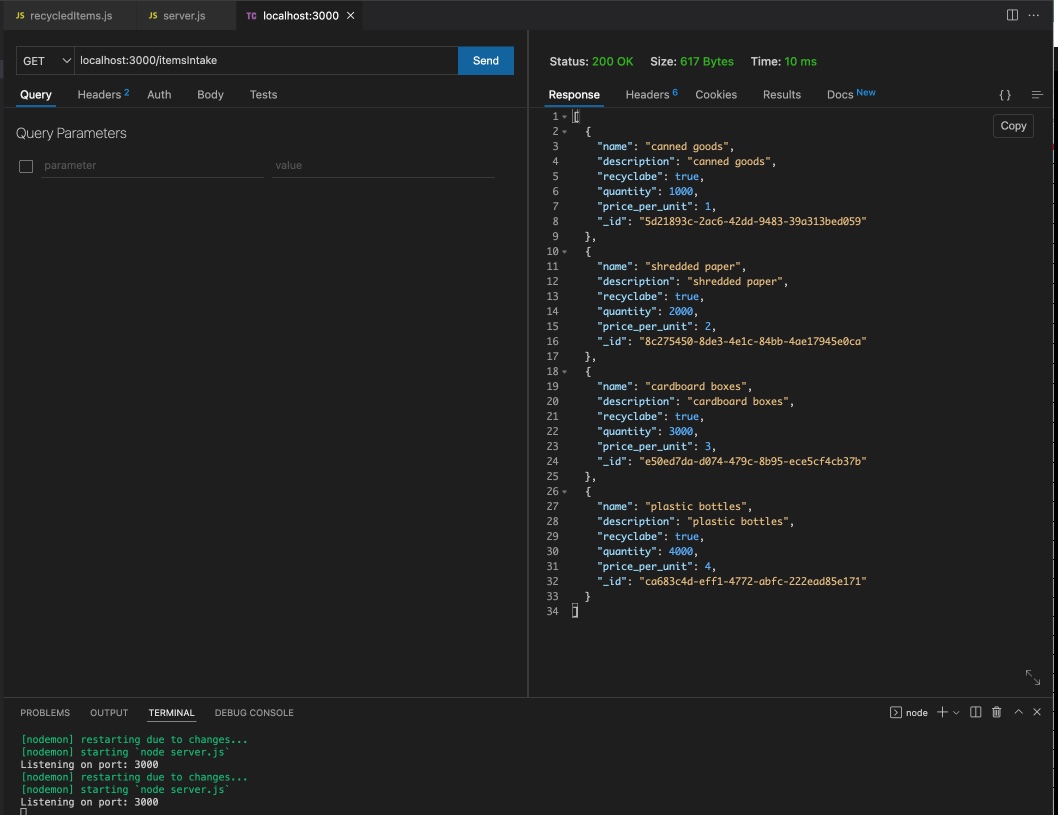 JS recycledItems.js JS server.js TC localhost:3000 ×
GET localhost:3000/itemsIntake Send
Query Headers 2 Auth Body Tests
Query Parameters
parameter value
Status: 200 OK Size: 617 Bytes Time: 10 ms
Response Headers 6 Cookies Results Docs New { }
Copy
1 [
2 {
3 "name": "canned goods",
4 "description": "canned goods",
5 "recyclabe": true,
6 "quantity": 1000,
7 "price_per_unit": 1,
8 "_id": "5d21893c-2ac6-42dd-9483-39a313bed059"
9 },
10 {
11 "name": "shredded paper",
12 "description": "shredded paper",
13 "recyclabe": true,
14 "quantity": 2000,
15 "price_per_unit": 2,
16 "_id": "8c275450-8de3-4e1c-84bb-4ae17945e0ca"
17 },
18 {
19 "name": "cardboard boxes",
20 "description": "cardboard boxes",
21 "recyclabe": true,
22 "quantity": 3000,
23 "price_per_unit": 3,
24 "_id": "e50ed7da-d074-479c-8b95-ece5cf4cb37b"
25 },
26 {
27 "name": "plastic bottles",
28 "description": "plastic bottles",
29 "recyclabe": true,
30 "quantity": 4000,
31 "price_per_unit": 4,
32 "_id": "ca683c4d-eff1-4772-abfc-222ead85e171"
33 }
34 ]
PROBLEMS OUTPUT TERMINAL DEBUG CONSOLE node
[nodemon] restarting due to changes...
[nodemon] starting `node server.js`
Listening on port: 3000
[nodemon] restarting due to changes...
[nodemon] starting `node server.js`
Listening on port: 3000